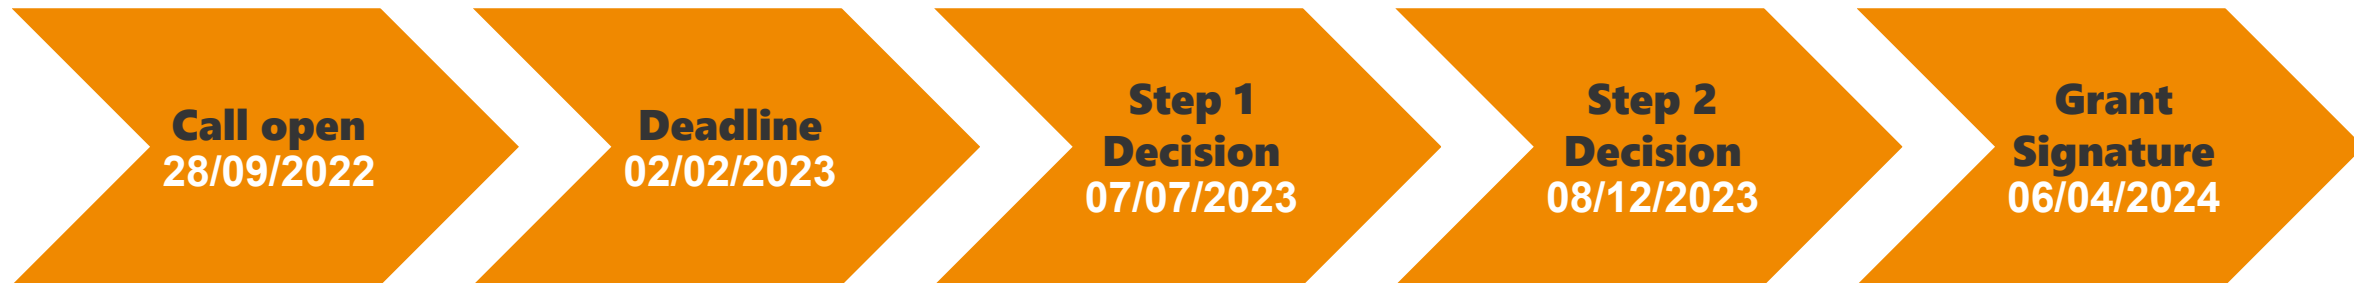 Call open
28/09/2022
Deadline
02/02/2023
Step 1
Decision
07/07/2023
Step 2
Decision
08/12/2023
Grant
Signature
06/04/2024